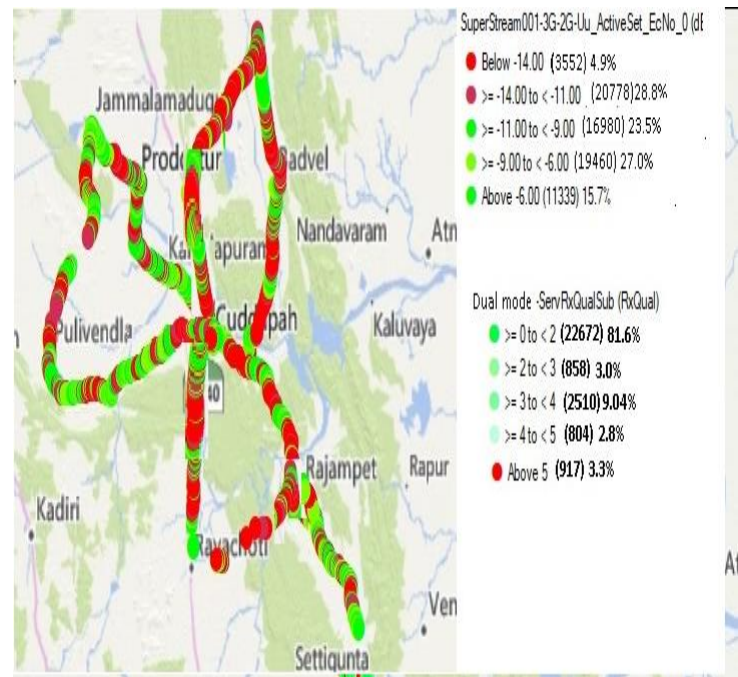 SuperStream001-3G-2G-Uu_ActiveSet_EcNo_0 (dE
Below -14.00 (3552) 4.9%
>= -14.00 to < -11.00 (20778)28.8%
>= -11.00 to < -9.00 (16980) 23.5%
>= -9.00 to < -6.00 (19460) 27.0%
Above -6.00 (11339) 15.7%
Dual mode -ServRxQualSub (RxQual)
>= 0 to < 2 (22672) 81.6%
>= 2 to < 3 (858) 3.0%
>= 3 to < 4 (2510) 9.04%
>= 4 to < 5 (804) 2.8%
Above 5 (917) 3.3%
Jammalamadugu
Badvel
Nandavaram
Atn
Cuddapah
Kaluvaya
Pulivendla
40
Rajampet
Rapur
Kadiri
Rayachoti
Ven
Settigunta
At